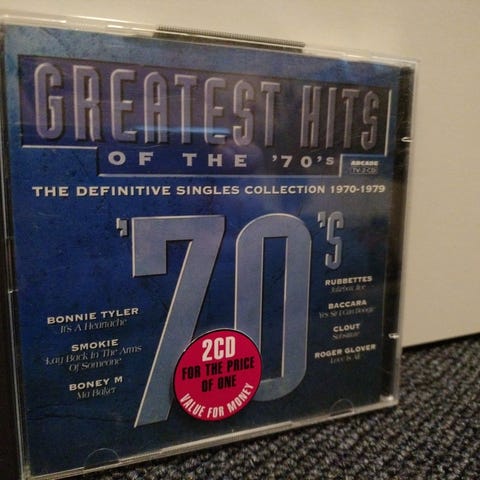 GREATEST HITS
OF THE '70's
ARCADE
TV-2-CD
THE DEFINITIVE SINGLES COLLECTION 1970-1979
'70's
BONNIE TYLER
It's A Heartache
SMOKIE
Lay Back In The Arms
Of Someone
BONEY M
Ma Baker
RUBBETTES
Jukebox Jive
BACCARA
Yes Sir I Can Boogie
CLOUT
Substitute
ROGER GLOVER
Love Is All
2CD
FOR THE PRICE
OF ONE
VALUE FOR MONEY